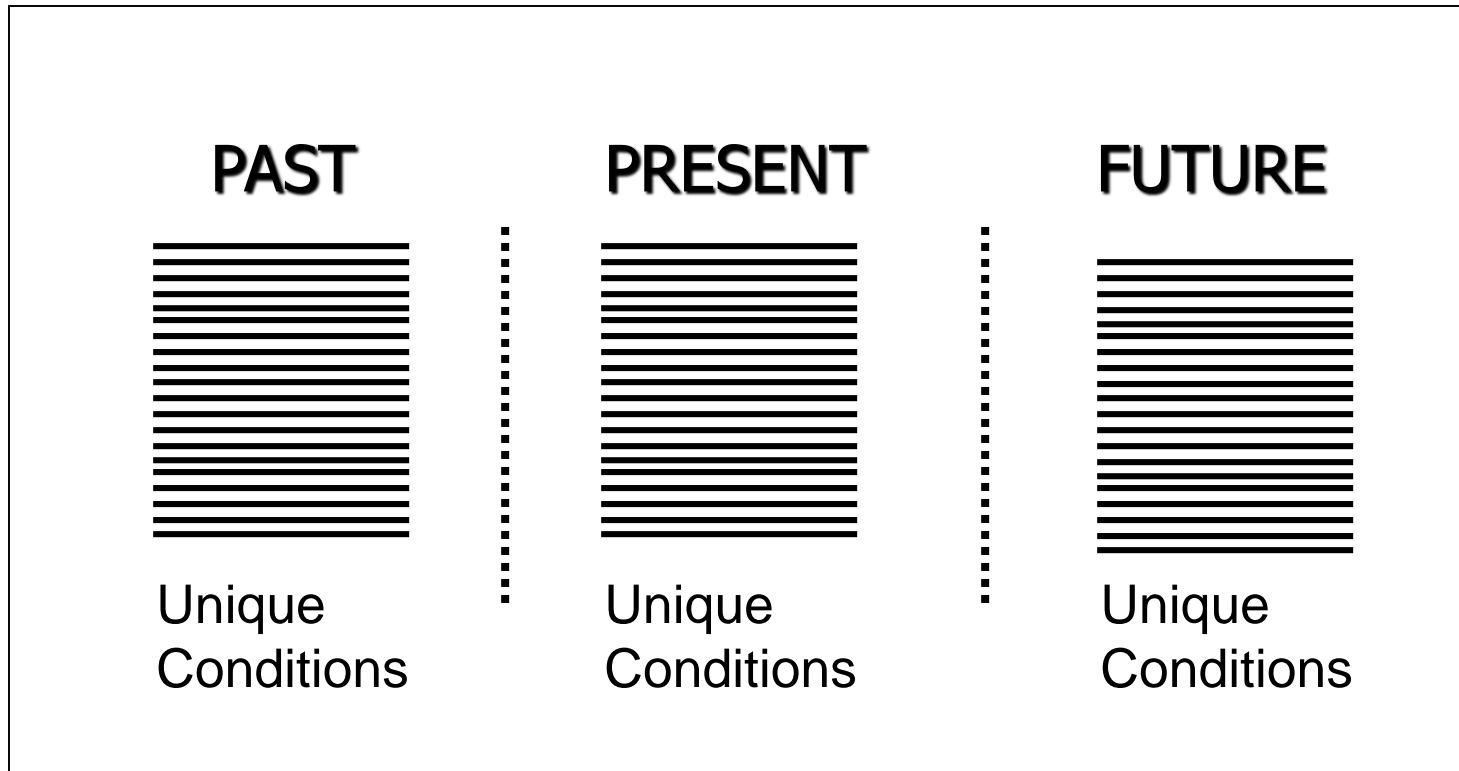 PAST
PRESENT
FUTURE
Unique
Conditions
Unique
Conditions
Unique
Conditions